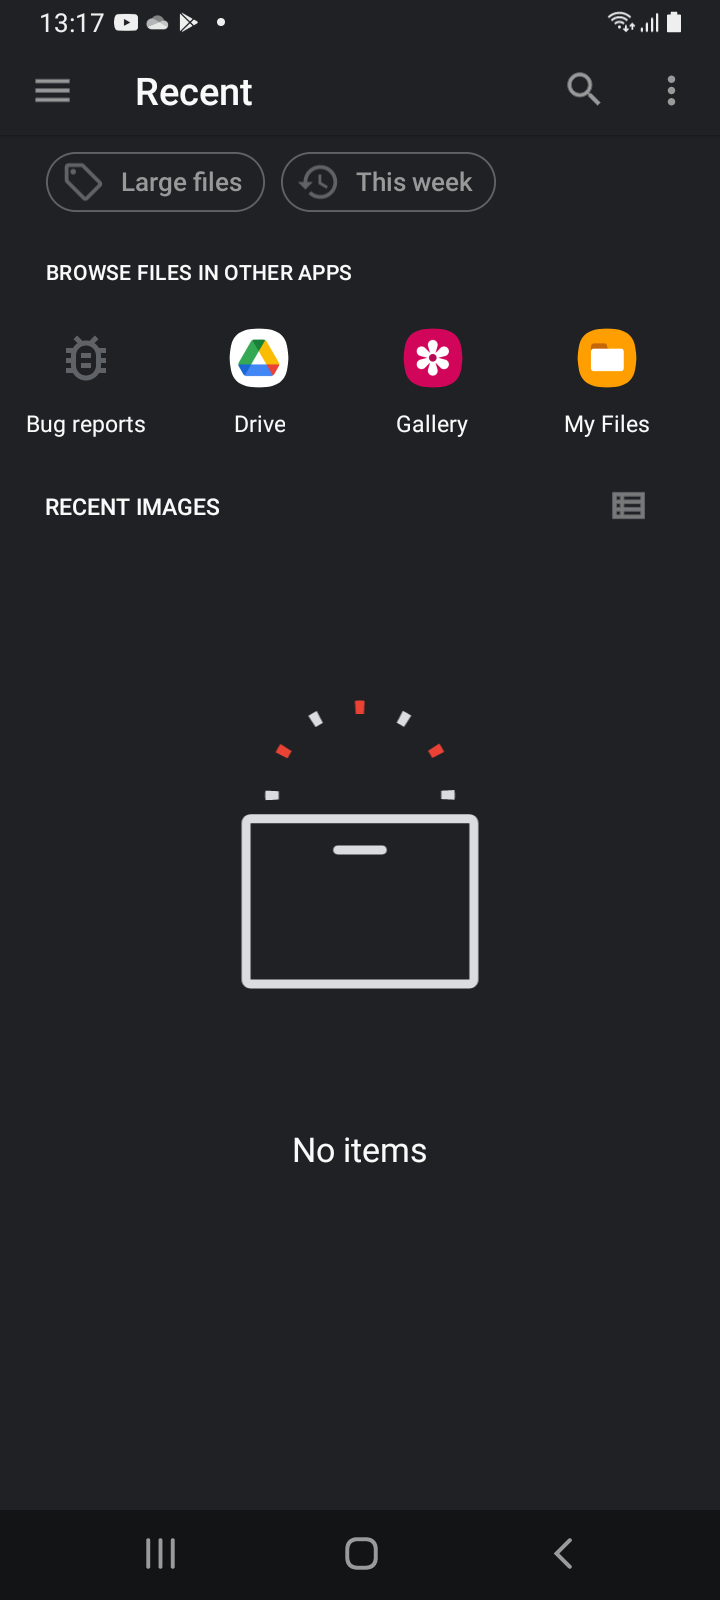 13:17
Recent
Large files This week
BROWSE FILES IN OTHER APPS
Bug reports Drive Gallery My Files
RECENT IMAGES
No items